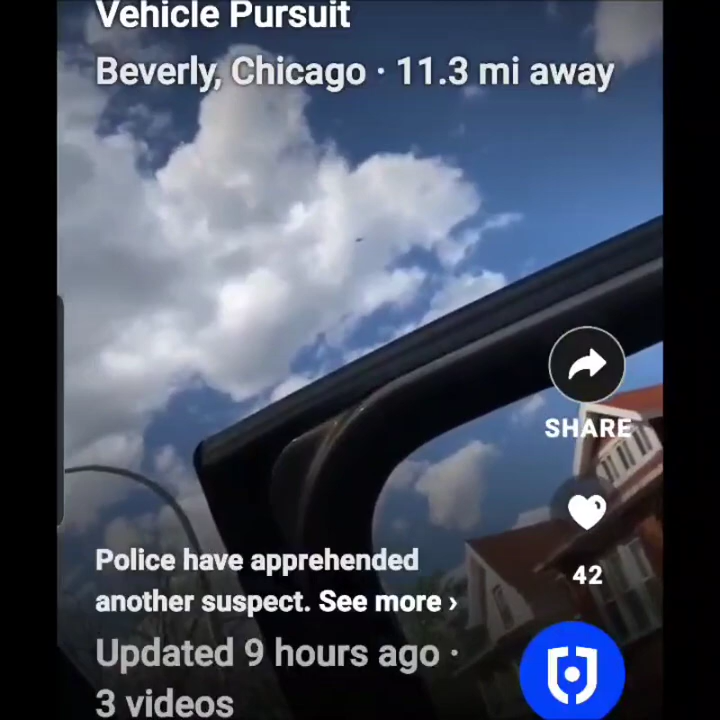 Vehicle Pursuit
Beverly, Chicago · 11.3 mi away
SHARE
42
Police have apprehended
another suspect. See more ›
Updated 9 hours ago ·
3 videos